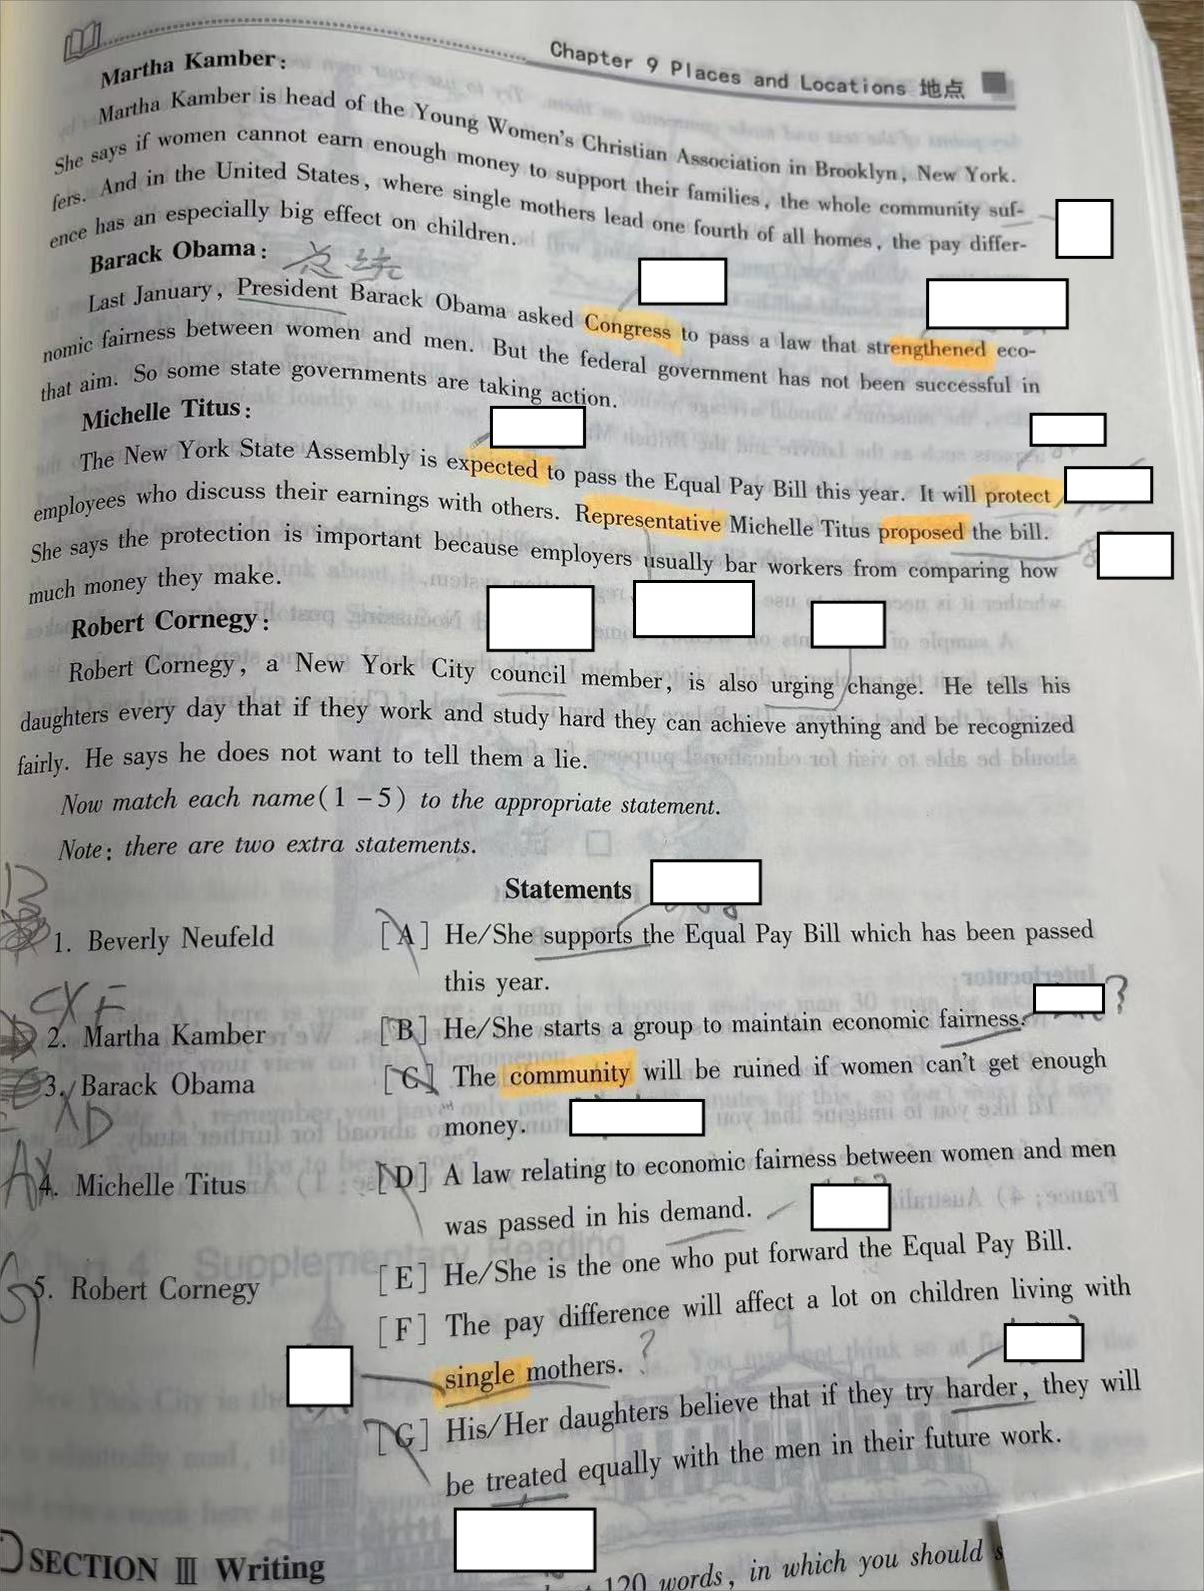 Chapter 9 Places and Locations 地点
Martha Kamber:
Martha Kamber is head of the Young Women's Christian Association in Brooklyn, New York.
She says if women cannot earn enough money to support their families, the whole community suf-
fers. And in the United States, where single mothers lead one fourth of all homes, the pay differ-
ence has an especially big effect on children.
Barack Obama: 总统
Last January, President Barack Obama asked Congress to pass a law that strengthened eco-
nomic fairness between women and men. But the federal government has not been successful in
that aim. So some state governments are taking action.
Michelle Titus:
The New York State Assembly is expected to pass the Equal Pay Bill this year. It will protect
employees who discuss their earnings with others. Representative Michelle Titus proposed the bill.
She says the protection is important because employers usually bar workers from comparing how
much money they make.
Robert Cornegy:
Robert Cornegy, a New York City council member, is also urging change. He tells his
daughters every day that if they work and study hard they can achieve anything and be recognized
fairly. He says he does not want to tell them a lie.
Now match each name(1-5) to the appropriate statement.
Note: there are two extra statements.
Statements
B
1. Beverly Neufeld
[A] He/She supports the Equal Pay Bill which has been passed
this year.
C F
2. Martha Kamber
[B] He/She starts a group to maintain economic fairness. ?
3. Barack Obama
[C] The community will be ruined if women can't get enough
money.
D
A
4. Michelle Titus
[D] A law relating to economic fairness between women and men
was passed in his demand.
G
5. Robert Cornegy
[E] He/She is the one who put forward the Equal Pay Bill.
[F] The pay difference will affect a lot on children living with
single mothers. ?
[G] His/Her daughters believe that if they try harder, they will
be treated equally with the men in their future work.
SECTION Ⅲ Writing
120 words, in which you should